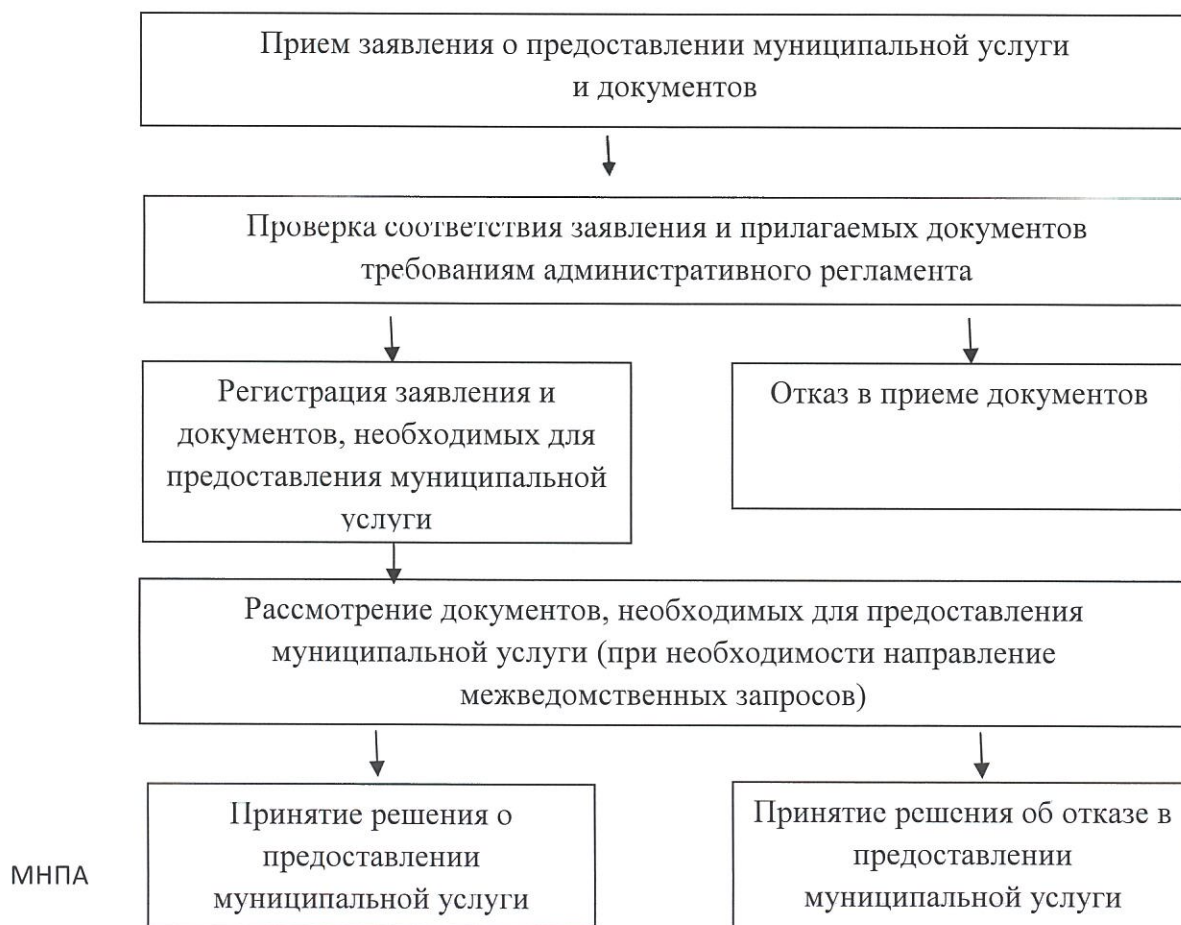 Прием заявления о предоставлении муниципальной услуги
и документов
Проверка соответствия заявления и прилагаемых документов
требованиям административного регламента
Регистрация заявления и
документов, необходимых для
предоставления муниципальной
услуги
Отказ в приеме документов
Рассмотрение документов, необходимых для предоставления
муниципальной услуги (при необходимости направление
межведомственных запросов)
Принятие решения о
предоставлении
муниципальной услуги
Принятие решения об отказе в
предоставлении
муниципальной услуги
МНПА